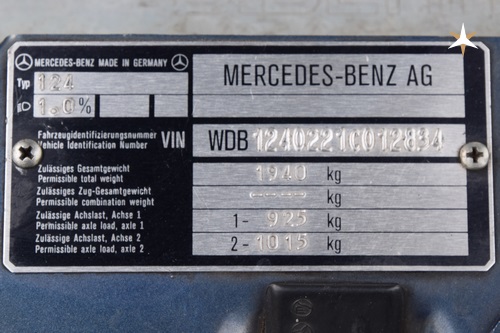 MERCEDES-BENZ MADE IN GERMANY
Typ 124
1.0%
MERCEDES-BENZ AG
Fahrzeugidentifizierungsnummer
Vehicle Identification Number VIN WDB 1240221C012834
Zulässiges Gesamtgewicht
Permissible total weight 1940 kg
Zulässiges Zug-Gesamtgewicht
Permissible combination weight ---- kg
Zulässige Achslast, Achse 1
Permissible axle load, axle 1 1- 925 kg
Zulässige Achslast, Achse 2
Permissible axle load, axle 2 2- 1015 kg